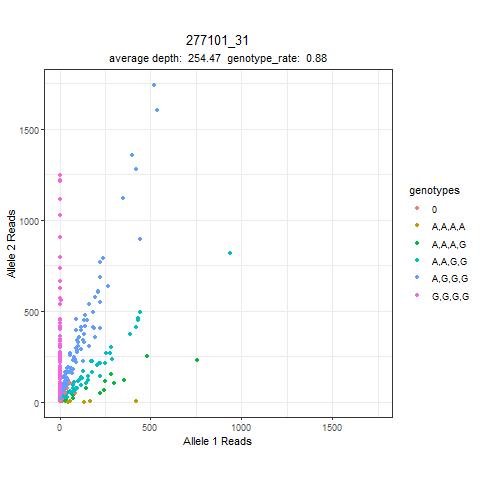 277101_31
average depth:  254.47  genotype_rate:  0.88
Allele 2 Reads
1500
1000
500
0
0
500
1000
1500
Allele 1 Reads
genotypes
0
A,A,A,A
A,A,A,G
A,A,G,G
A,G,G,G
G,G,G,G